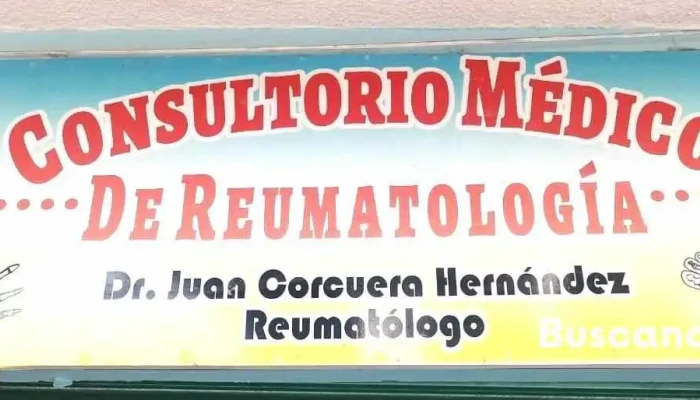 CONSULTORIO MÉDICO
DE REUMATOLOGÍA
Dr. Juan Corcuera Hernández
Reumatólogo